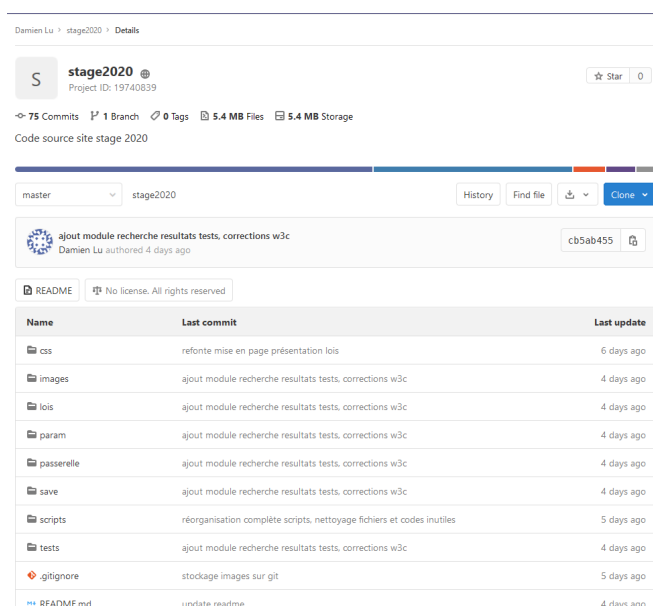 Damien Lu > stage2020 > Details
S
stage2020
Project ID: 19740839
Star 0
75 Commits 1 Branch 0 Tags 5.4 MB Files 5.4 MB Storage
Code source site stage 2020
master stage2020 History Find file Clone
ajout module recherche resultats tests, corrections w3c
Damien Lu authored 4 days ago
cb5ab455
README No license. All rights reserved
Name Last commit Last update
css refonte mise en page présentation lois 6 days ago
images ajout module recherche resultats tests, corrections w3c 4 days ago
lois ajout module recherche resultats tests, corrections w3c 4 days ago
param ajout module recherche resultats tests, corrections w3c 4 days ago
passerelle ajout module recherche resultats tests, corrections w3c 4 days ago
save ajout module recherche resultats tests, corrections w3c 4 days ago
scripts réorganisation complète scripts, nettoyage fichiers et codes inutiles 5 days ago
tests ajout module recherche resultats tests, corrections w3c 4 days ago
.gitignore stockage images sur git 5 days ago
README.md update readme 4 days ago